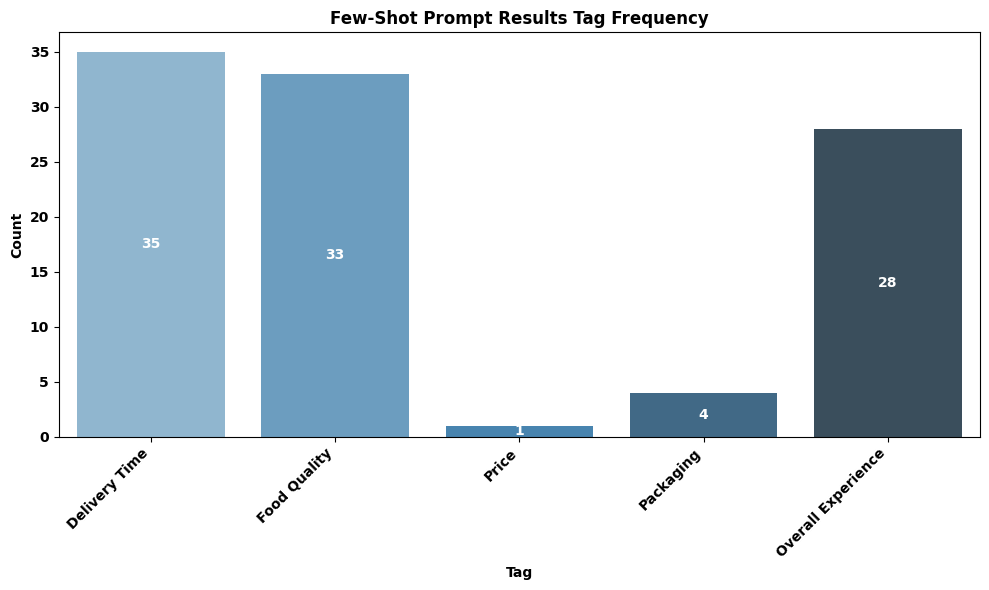 Few-Shot Prompt Results Tag Frequency
Count
35
30
25
20
15
10
5
0
35
33
1
4
28
Delivery Time
Food Quality
Price
Packaging
Overall Experience
Tag